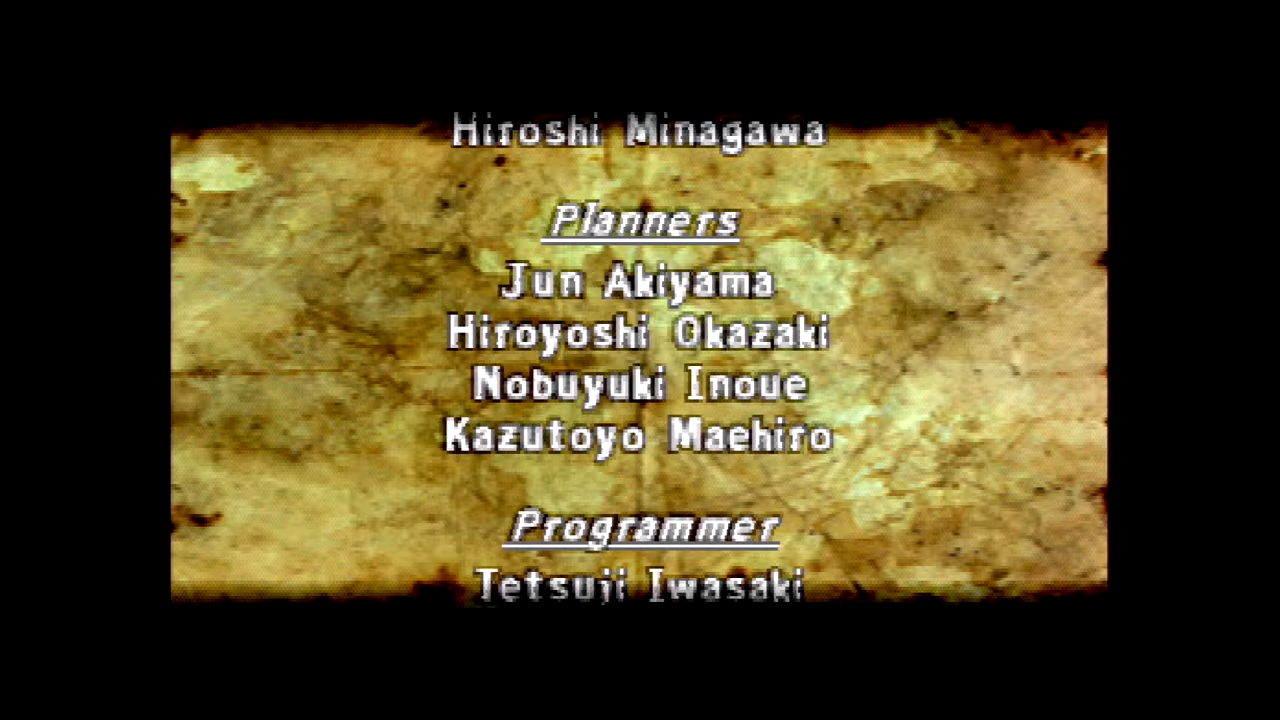 Hiroshi Minagawa
Planners
Jun Akiyama
Hiroyoshi Okazaki
Nobuyuki Inoue
Kazutoyo Maehiro
Programmer
Tetsuji Iwasaki